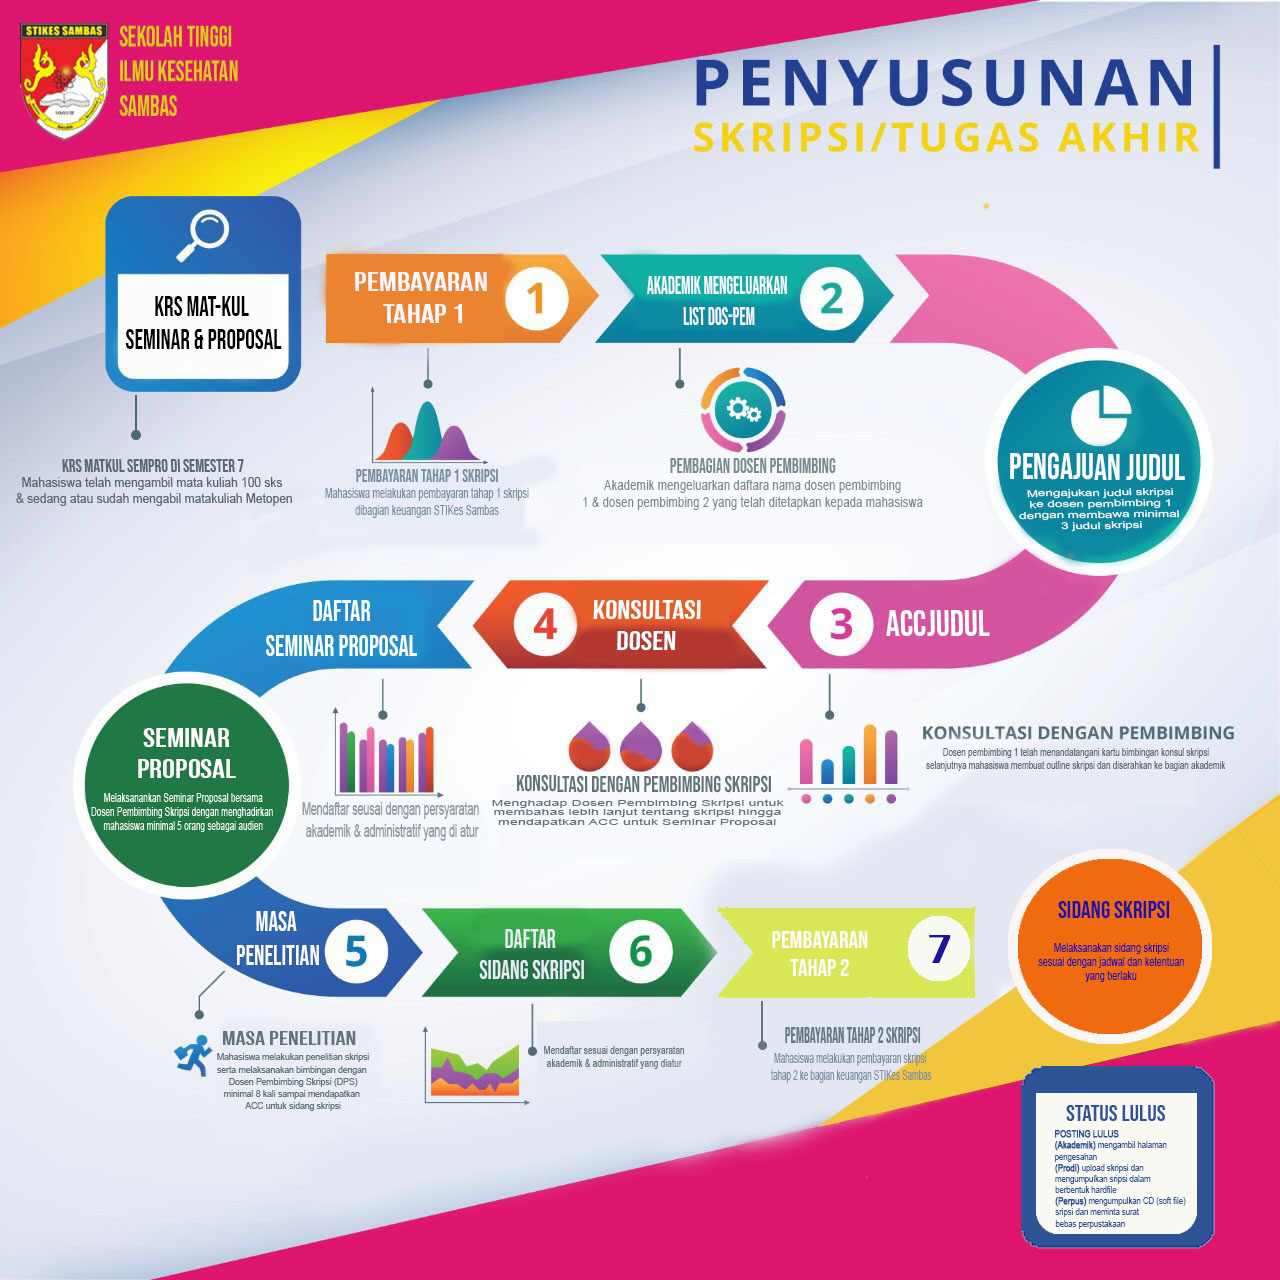 STIKES SAMBAS
SEKOLAH TINGGI
ILMU KESEHATAN
SAMBAS
PENYUSUNAN
SKRIPSI/TUGAS AKHIR
KRS MAT-KUL
SEMINAR & PROPOSAL
KRS MATKUL SEMPRO DI SEMESTER 7
Mahasiswa telah mengambil mata kuliah 100 sks
& sedang atau sudah mengabil matakuliah Metopen
PEMBAYARAN
TAHAP 1
1
PEMBAYARAN TAHAP 1 SKRIPSI
Mahasiswa melakukan pembayaran tahap 1 skripsi
dibagian keuangan STIKes Sambas
AKADEMIK MENGELUARKAN
LIST DOS-PEM
2
PEMBAGIAN DOSEN PEMBIMBING
Akademik mengeluarkan daftara nama dosen pembimbing
1 & dosen pembimbing 2 yang telah ditetapkan kepada mahasiswa
PENGAJUAN JUDUL
Mengajukan judul skripsi
ke dosen pembimbing 1
dengan membawa minimal
3 judul skripsi
3
ACCJUDUL
KONSULTASI DENGAN PEMBIMBING
Dosen pembimbing 1 telah menandatangani kartu bimbingan konsul skripsi
selanjutnya mahasiswa membuat outline skripsi dan diserahkan ke bagian akademik
4
KONSULTASI
DOSEN
KONSULTASI DENGAN PEMBIMBING SKRIPSI
Menghadap Dosen Pembimbing Skripsi untuk
membahas lebih lanjut tentang skripsi hingga
mendapatkan ACC untuk Seminar Proposal
DAFTAR
SEMINAR PROPOSAL
Mendaftar seusai dengan persyaratan
akademik & administratif yang di atur
SEMINAR
PROPOSAL
Melaksanankan Seminar Proposal bersama
Dosen Pembimbing Skripsi dengan menghadirkan
mahasiswa minimal 5 orang sebagai audien
MASA
PENELITIAN
5
MASA PENELITIAN
Mahasiswa melakukan penelitian skripsi
serta melaksanakan bimbingan dengan
Dosen Pembimbing Skripsi (DPS)
minimal 8 kali sampai mendapatkan
ACC untuk sidang skripsi
DAFTAR
SIDANG SKRIPSI
6
Mendaftar sesuai dengan persyaratan
akademik & administratif yang diatur
PEMBAYARAN
TAHAP 2
7
PEMBAYARAN TAHAP 2 SKRIPSI
Mahasiswa melakukan pembayaran skripsi
tahap 2 ke bagian keuangan STIKes Sambas
SIDANG SKRIPSI
Melaksanakan sidang skripsi
sesuai dengan jadwal dan ketentuan
yang berlaku
STATUS LULUS
POSTING LULUS
(Akademik) mengambil halaman
pengesahan
(Prodi) upload skripsi dan
mengumpulkan sripsi dalam
berbentuk hardfile
(Perpus) mengumpulkan CD (soft file)
sripsi dan meminta surat
bebas perpustakaan